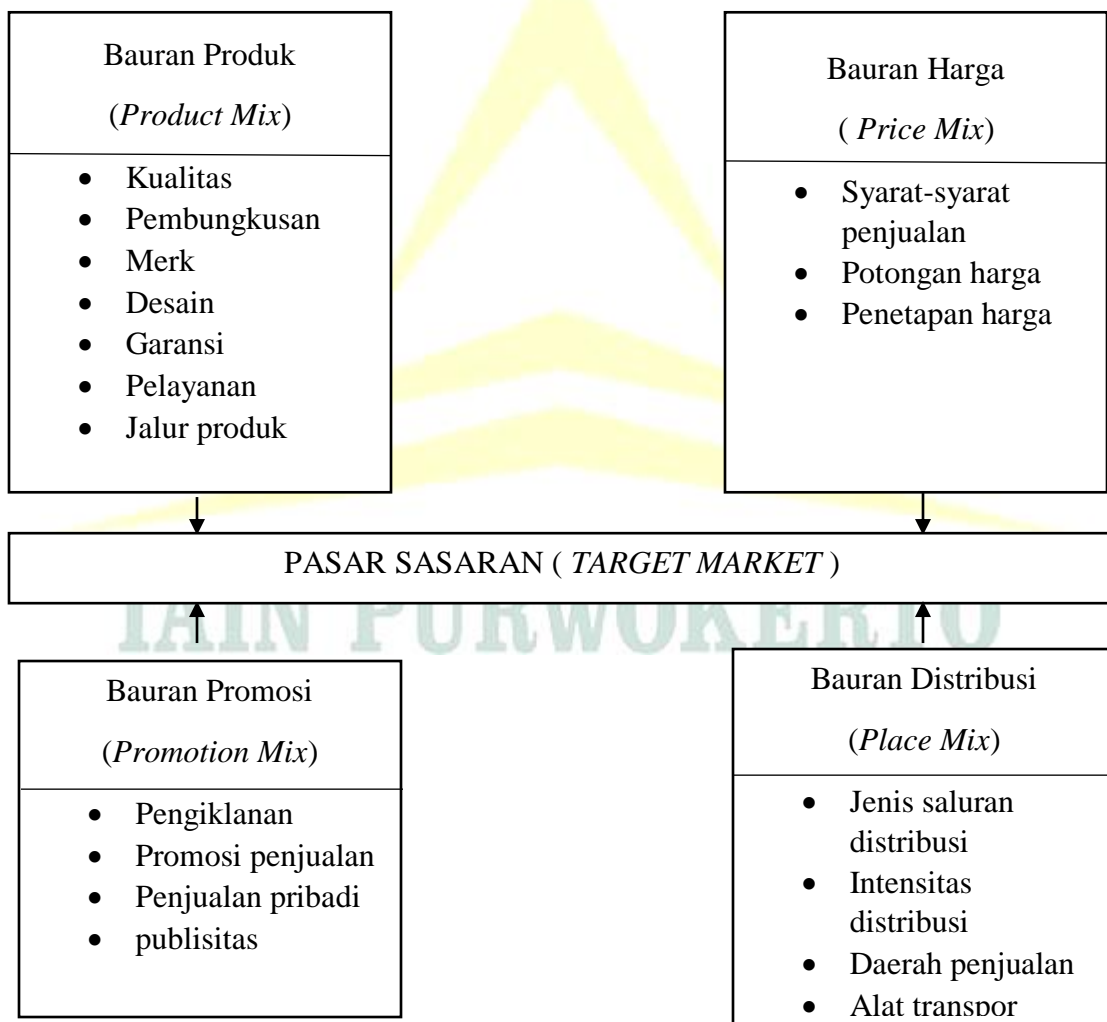 Bauran Produk
(Product Mix)
• Kualitas
• Pembungkusan
• Merk
• Desain
• Garansi
• Pelayanan
• Jalur produk
Bauran Harga
( Price Mix)
• Syarat-syarat
penjualan
• Potongan harga
• Penetapan harga
PASAR SASARAN ( TARGET MARKET )
IAIN PURWOKERTO
Bauran Promosi
(Promotion Mix)
• Pengiklanan
• Promosi penjualan
• Penjualan pribadi
• publisitas
Bauran Distribusi
(Place Mix)
• Jenis saluran
distribusi
• Intensitas
distribusi
• Daerah penjualan
• Alat transpor